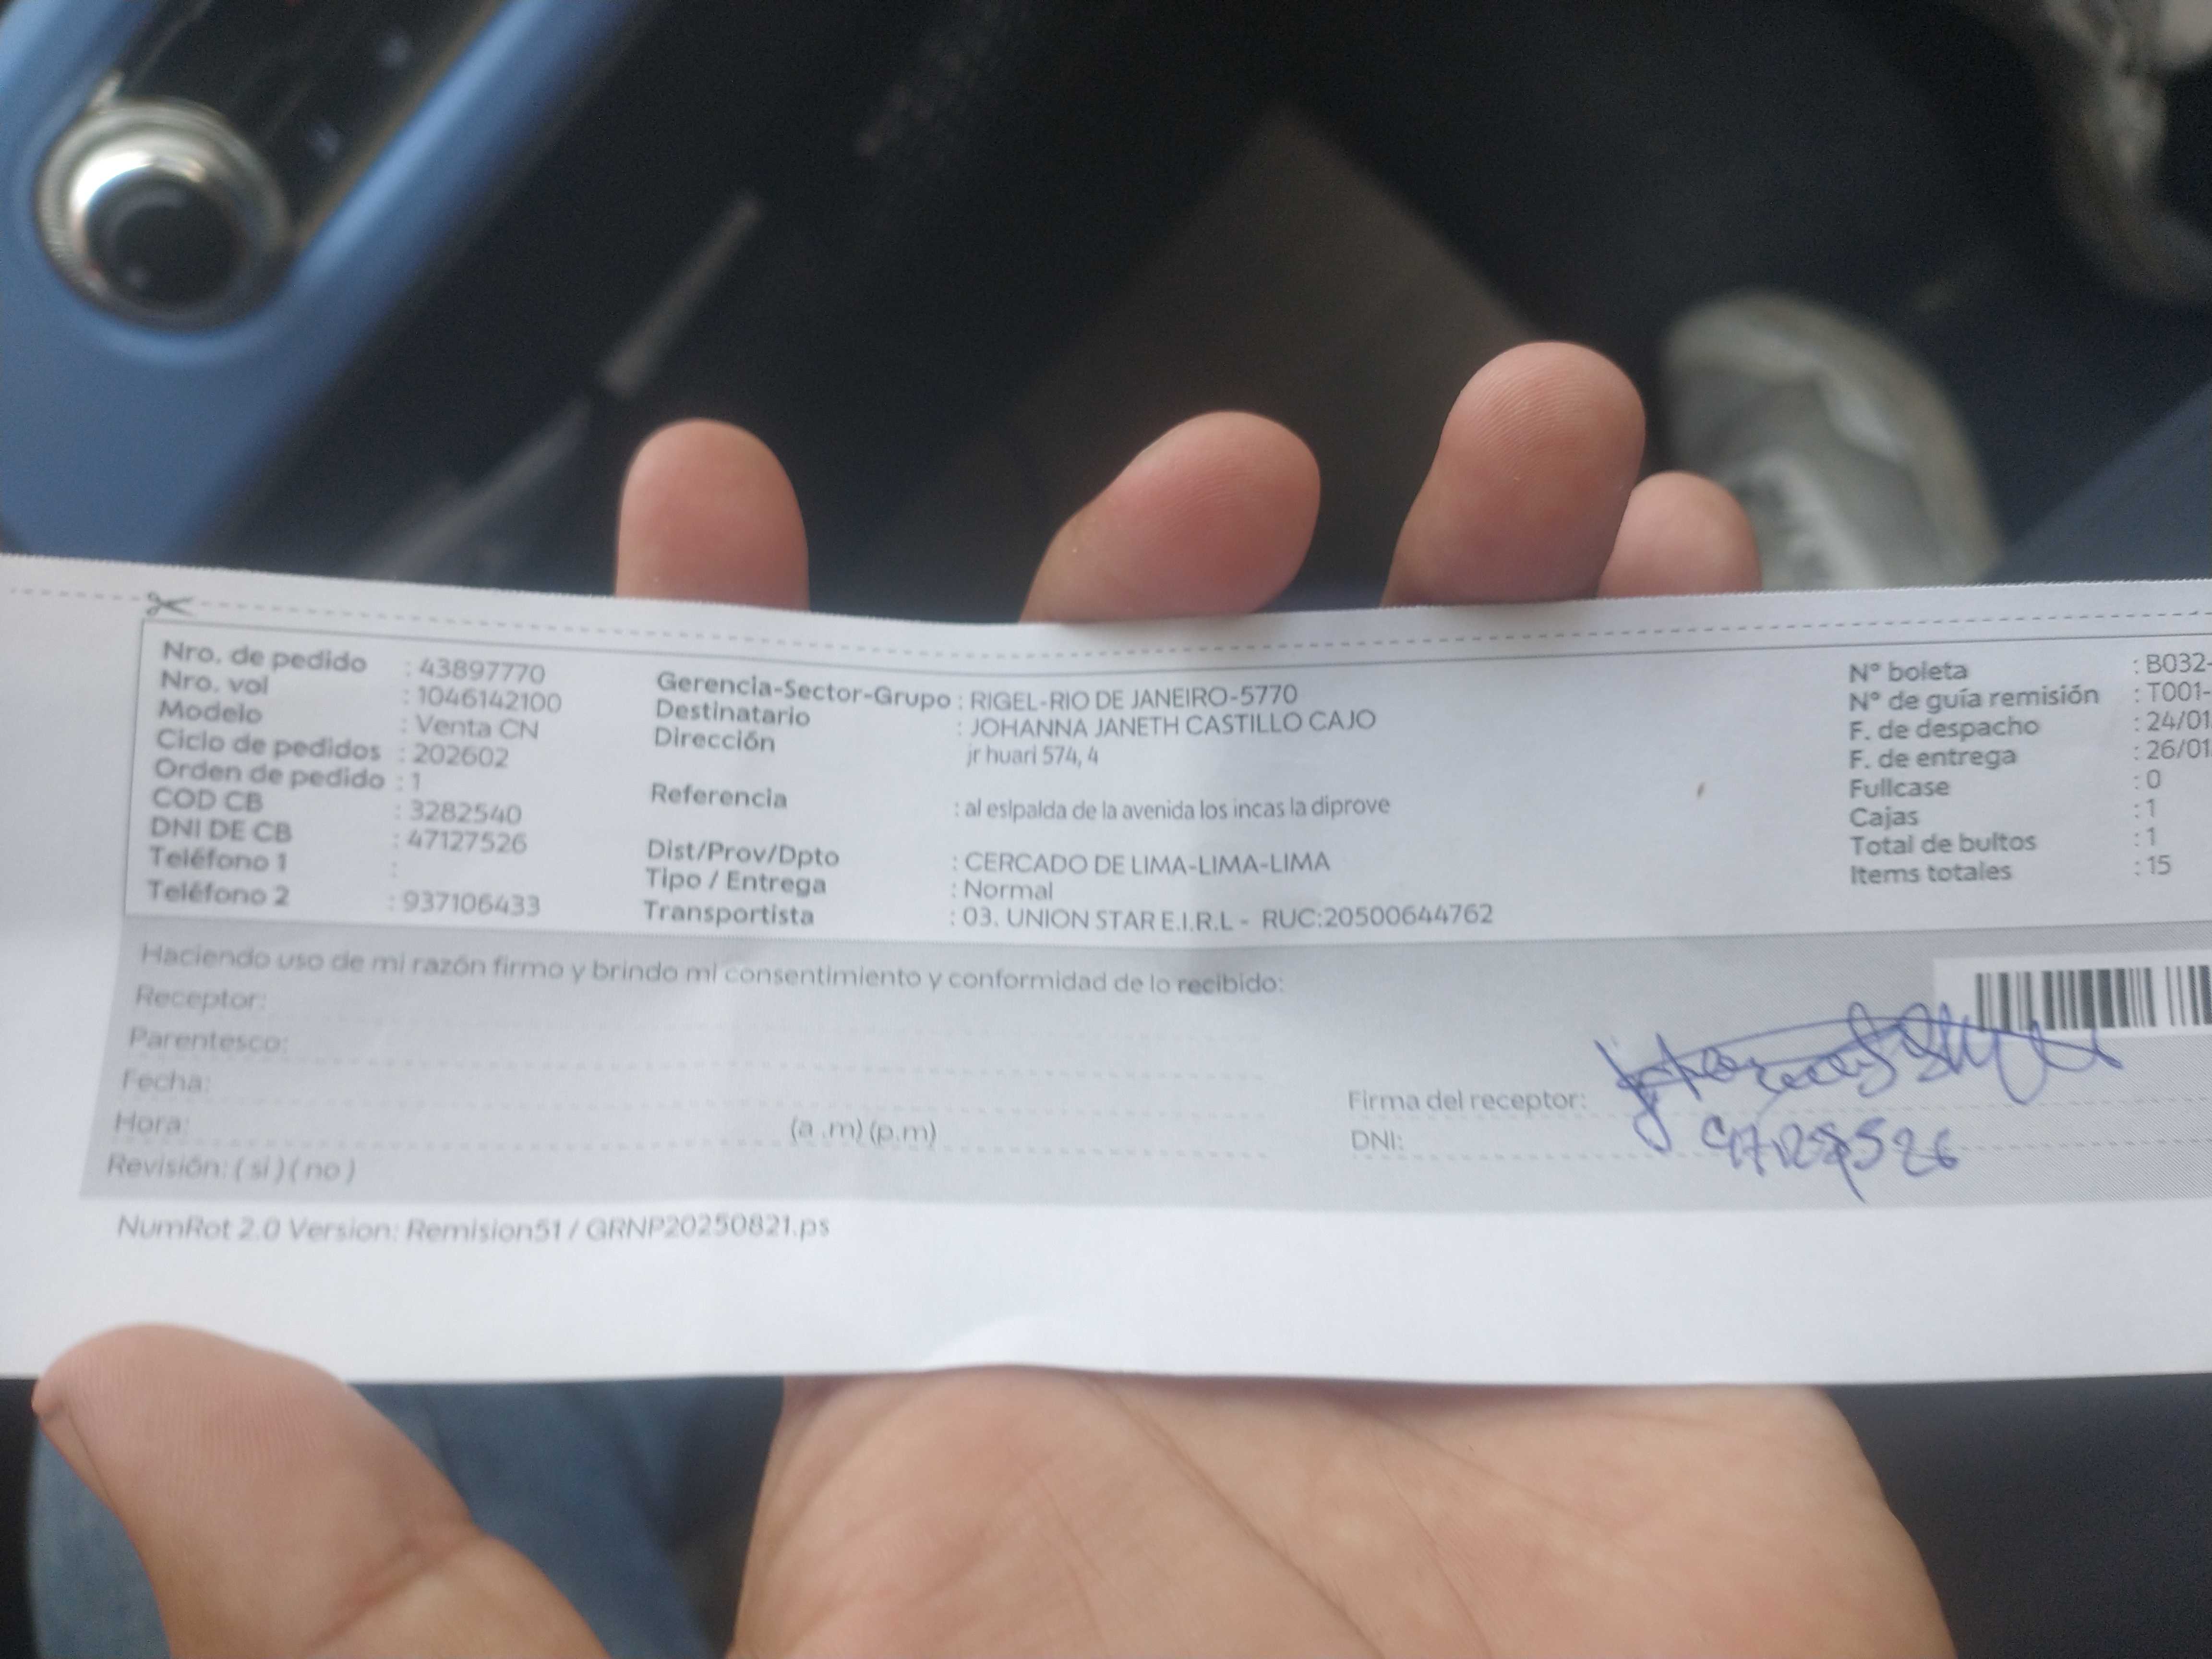 Nro. de pedido : 43897770
Nro. vol : 1046142100
Modelo : Venta CN
Ciclo de pedidos : 202602
Orden de pedido : 1
COD CB : 3282540
DNI DE CB : 47127526
Teléfono 1 :
Teléfono 2 : 937106433
Gerencia-Sector-Grupo : RIGEL-RIO DE JANEIRO-5770
Destinatario : JOHANNA JANETH CASTILLO CAJO
Dirección jr huari 574, 4
Referencia : al eslpalda de la avenida los incas la diprove
Dist/Prov/Dpto : CERCADO DE LIMA-LIMA-LIMA
Tipo / Entrega : Normal
Transportista : 03. UNION STAR E.I.R.L - RUC:20500644762
N° boleta : B032-
N° de guía remisión : T001-
F. de despacho : 24/01
F. de entrega : 26/01
Fullcase : 0
Cajas : 1
Total de bultos : 1
Items totales : 15
Haciendo uso de mi razón firmo y brindo mi consentimiento y conformidad de lo recibido:
Receptor:
Parentesco:
Fecha:
Hora: (a .m) (p.m)
Revisión: ( si ) ( no )
Firma del receptor:
DNI:
NumRot 2.0 Version: Remision51 / GRNP20250821.ps